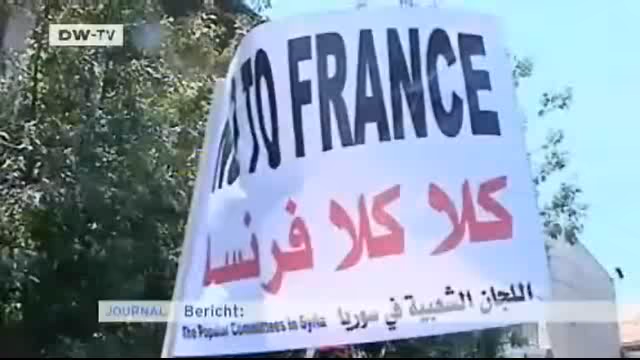 DW-TV
TO FRANCE
كلا كلا فرنسا
اللجان الشعبية في سوريا
The Popular Committees in Syria
JOURNAL
Bericht: